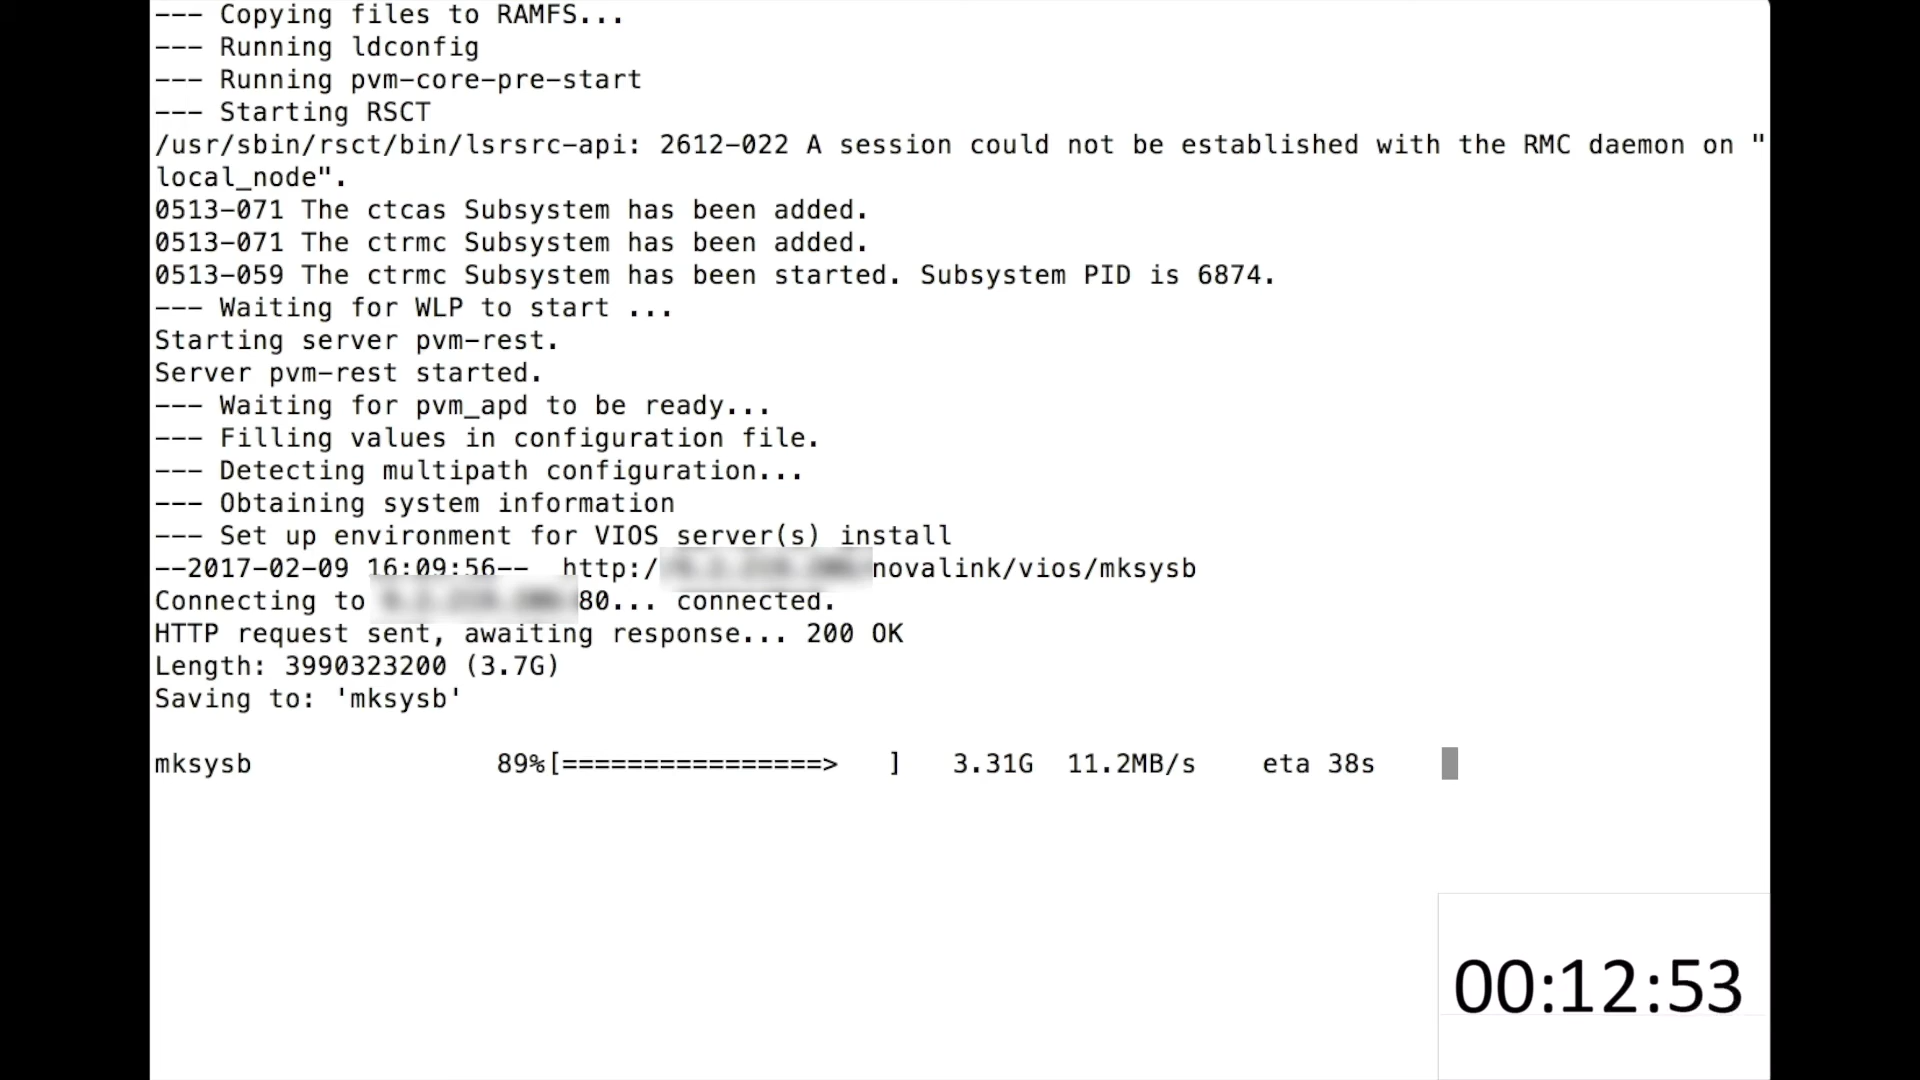 --- Copying files to RAMFS...
--- Running ldconfig
--- Running pvm-core-pre-start
--- Starting RSCT
/usr/sbin/rsct/bin/lsrsrc-api: 2612-022 A session could not be established with the RMC daemon on "
local_node".
0513-071 The ctcas Subsystem has been added.
0513-071 The ctrmc Subsystem has been added.
0513-059 The ctrmc Subsystem has been started. Subsystem PID is 6874.
--- Waiting for WLP to start ...
Starting server pvm-rest.
Server pvm-rest started.
--- Waiting for pvm_apd to be ready...
--- Filling values in configuration file.
--- Detecting multipath configuration...
--- Obtaining system information
--- Set up environment for VIOS server(s) install
--2017-02-09 16:09:56--  http:/ novalink/vios/mksysb
Connecting to 80... connected.
HTTP request sent, awaiting response... 200 OK
Length: 3990323200 (3.7G)
Saving to: 'mksysb'
mksysb 89%[================>   ] 3.31G 11.2MB/s eta 38s
00:12:53